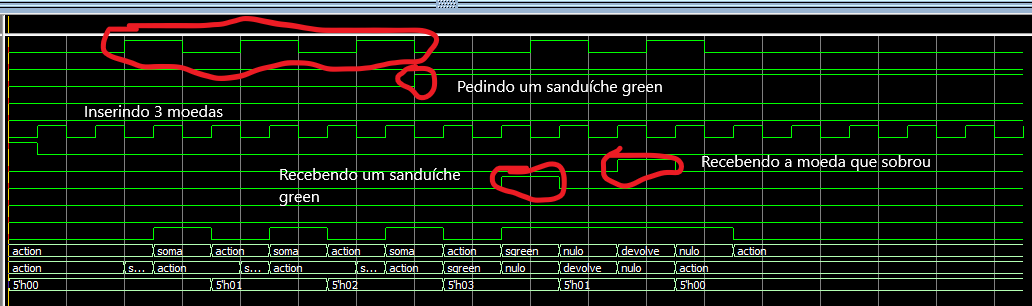 Pedindo um sanduíche green
Inserindo 3 moedas
Recebendo a moeda que sobrou
Recebendo um sanduíche
green
action soma action soma action soma action sgreen nulo devolve nulo action
action s... action s... action s... action sgreen nulo devolve nulo action
5'h00 5'h01 5'h02 5'h03 5'h01 5'h00